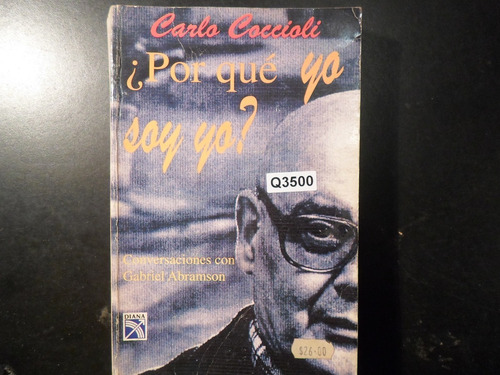 Carlo Coccioli
¿Por qué yo
soy yo?
Q3500
Conversaciones con
Gabriel Abramson
DIANA
$26.00